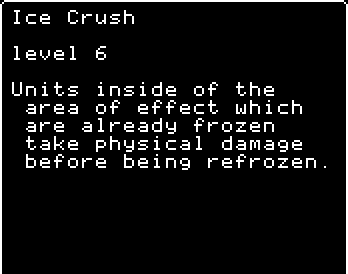 Ice Crush
level 6
Units inside of the
area of effect which
are already frozen
take physical damage
before being refrozen.